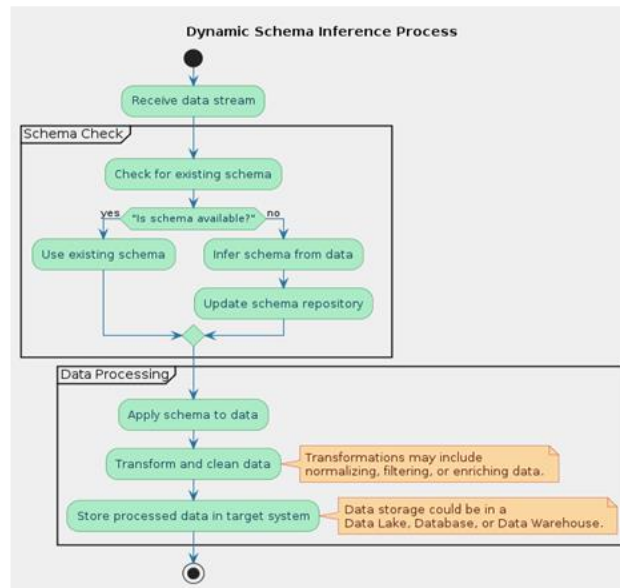 Dynamic Schema Inference Process
Receive data stream
Schema Check
Check for existing schema
yes
"Is schema available?"
no
Use existing schema
Infer schema from data
Update schema repository
Data Processing
Apply schema to data
Transform and clean data
Transformations may include
normalizing, filtering, or enriching data.
Store processed data in target system
Data storage could be in a
Data Lake, Database, or Data Warehouse.